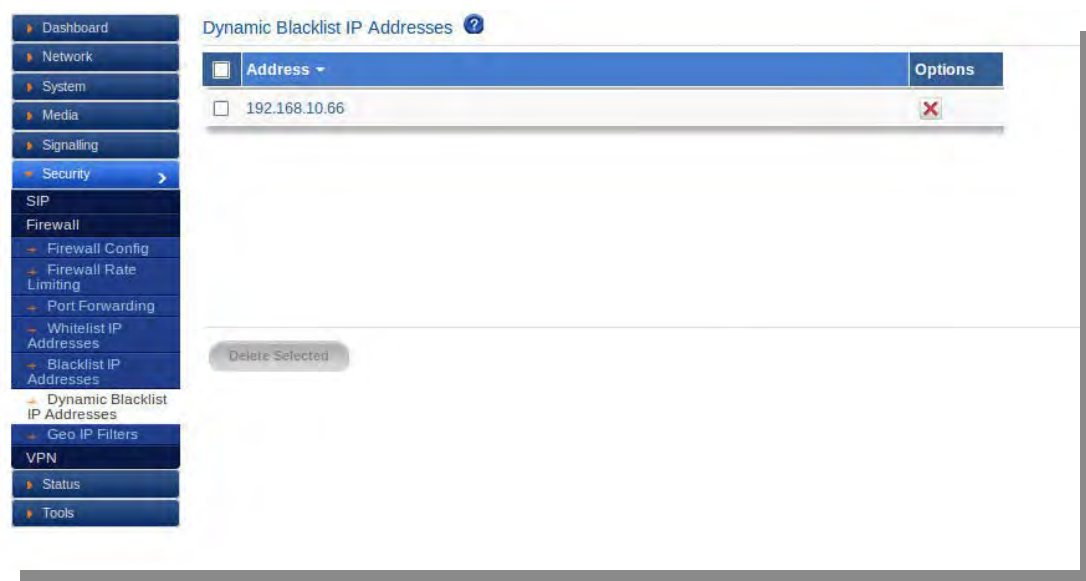 Dashboard
Network
System
Media
Signalling
Security
SIP
Firewall
Firewall Config
Firewall Rate
Limiting
Port Forwarding
Whitelist IP
Addresses
Blacklist IP
Addresses
Dynamic Blacklist
IP Addresses
Geo IP Filters
VPN
Status
Tools
Dynamic Blacklist IP Addresses ?
Address Options
192.168.10.66
Delete Selected